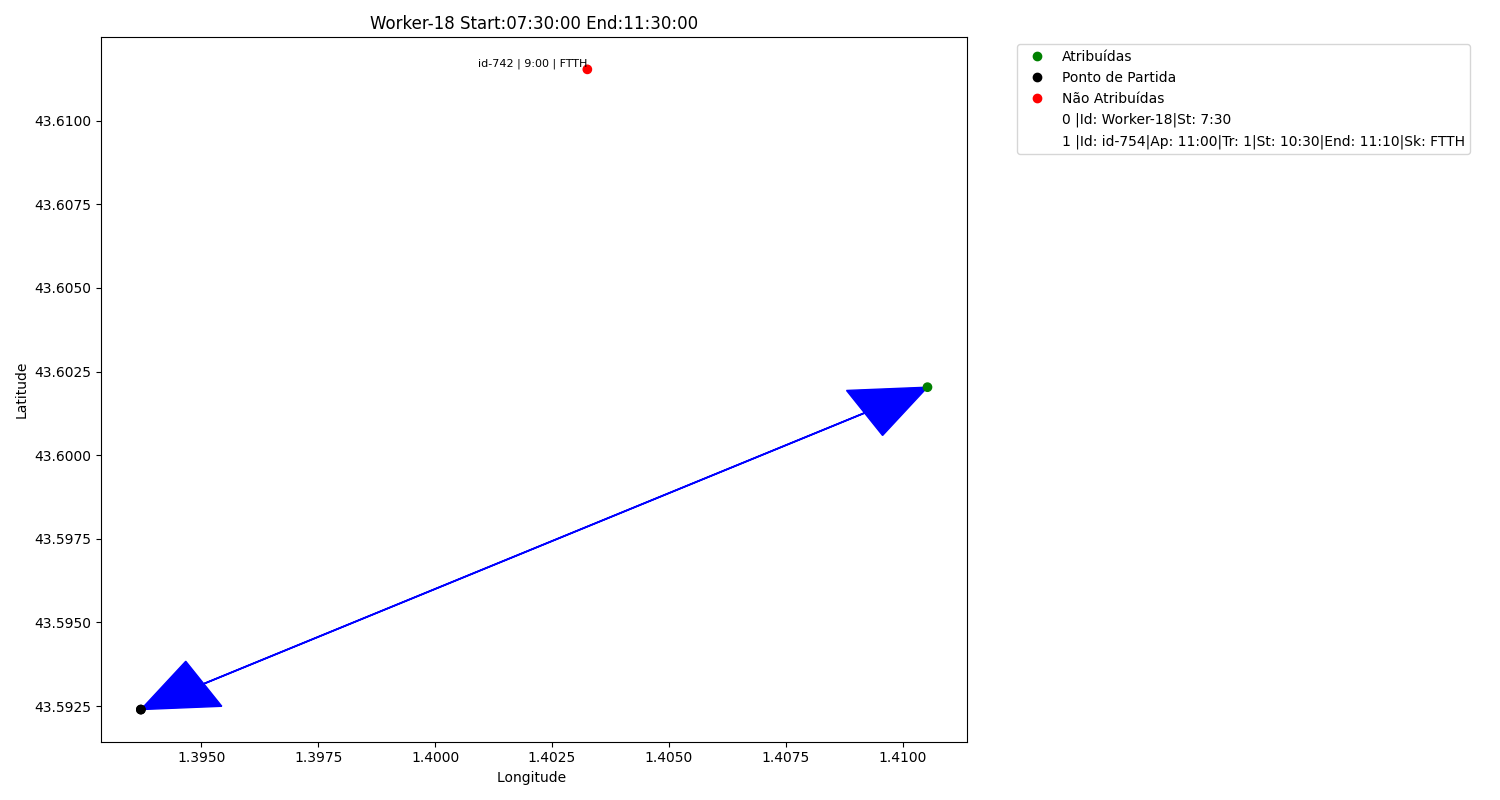 Worker-18 Start:07:30:00 End:11:30:00
id-742 | 9:00 | FTTH
Atribuídas
Ponto de Partida
Não Atribuídas
0 |Id: Worker-18|St: 7:30
1 |Id: id-754|Ap: 11:00|Tr: 1|St: 10:30|End: 11:10|Sk: FTTH
Latitude
43.6100
43.6075
43.6050
43.6025
43.6000
43.5975
43.5950
43.5925
1.3950 1.3975 1.4000 1.4025 1.4050 1.4075 1.4100
Longitude